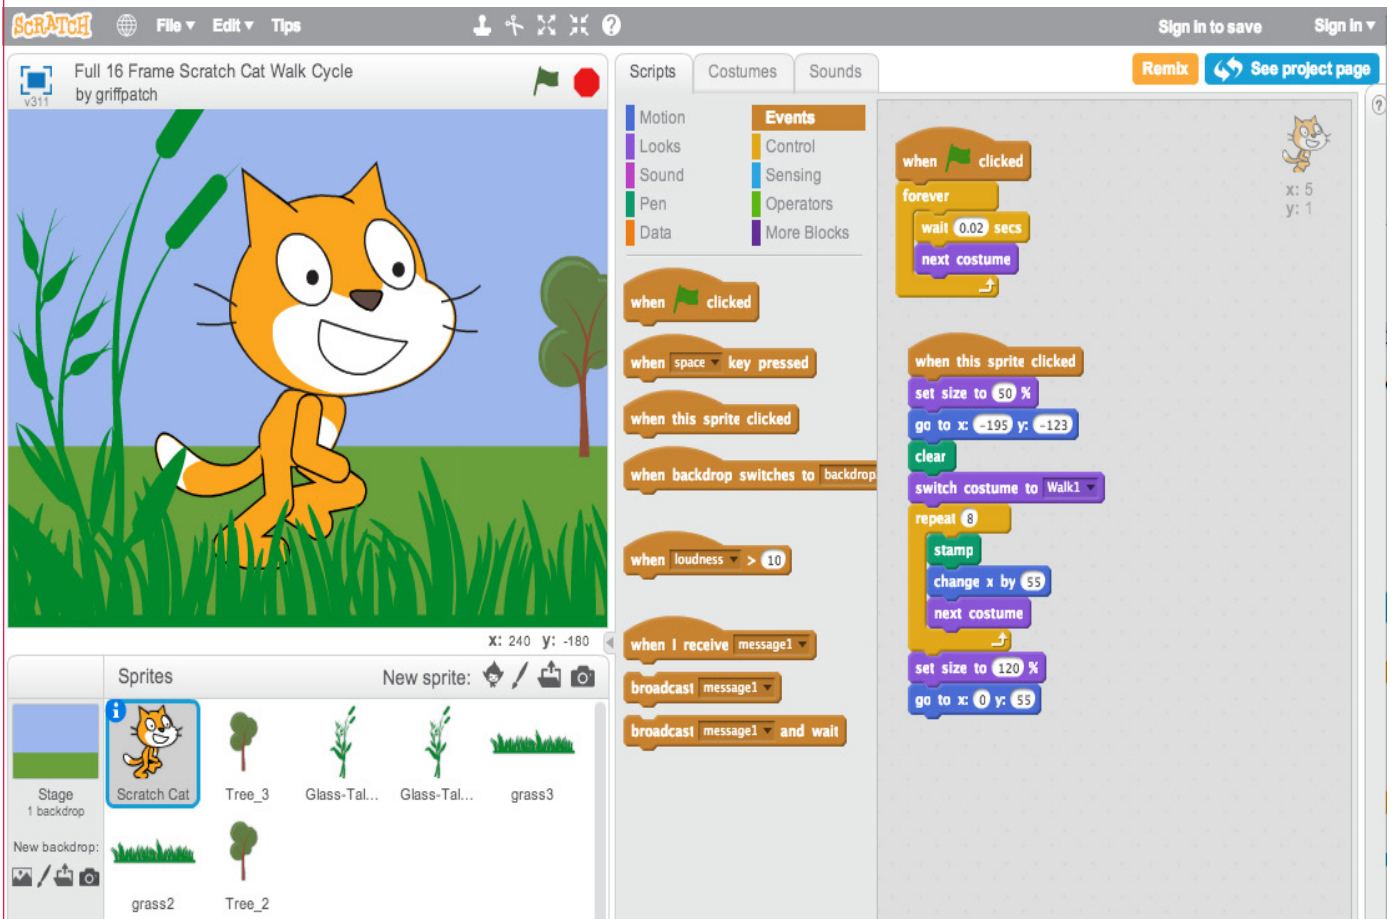 SCRATCH File ▾ Edit ▾ Tips Sign in to save Sign in ▾
v311
Full 16 Frame Scratch Cat Walk Cycle
by griffpatch
X: 240 y: -180
Sprites New sprite:
Stage
1 backdrop
New backdrop:
Scratch Cat
Tree_3
Glass-Tal...
Glass-Tal...
grass3
grass2
Tree_2
Scripts Costumes Sounds
Remix See project page
Motion
Looks
Sound
Pen
Data
Events
Control
Sensing
Operators
More Blocks
when clicked
when space ▾ key pressed
when this sprite clicked
when backdrop switches to backdrop
when loudness ▾ > 10
when I receive message1 ▾
broadcast message1 ▾
broadcast message1 ▾ and wait
when clicked
forever
wait 0.02 secs
next costume
when this sprite clicked
set size to 50 %
go to x: -195 y: -123
clear
switch costume to Walk1 ▾
repeat 8
stamp
change x by 55
next costume
set size to 120 %
go to x: 0 y: 55
x: 5
y: 1